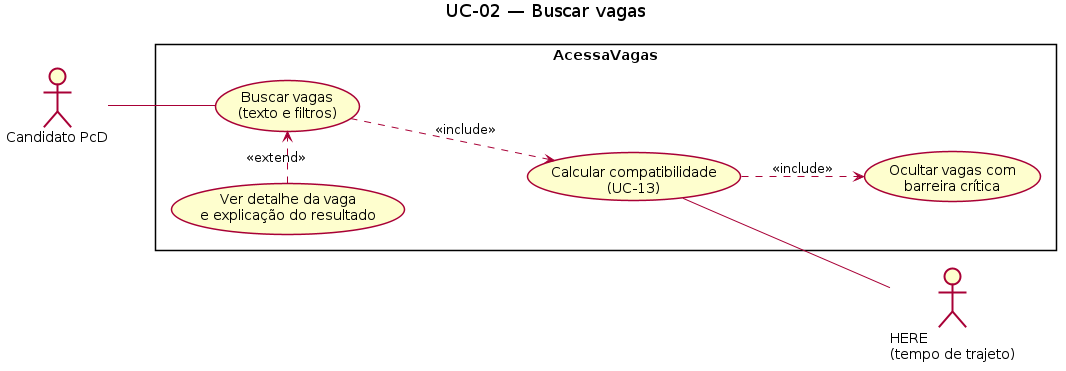 UC-02 — Buscar vagas
AcessaVagas
Candidato PcD
Buscar vagas
(texto e filtros)
«include»
«extend»
Calcular compatibilidade
(UC-13)
«include»
Ocultar vagas com
barreira crítica
Ver detalhe da vaga
e explicação do resultado
HERE
(tempo de trajeto)